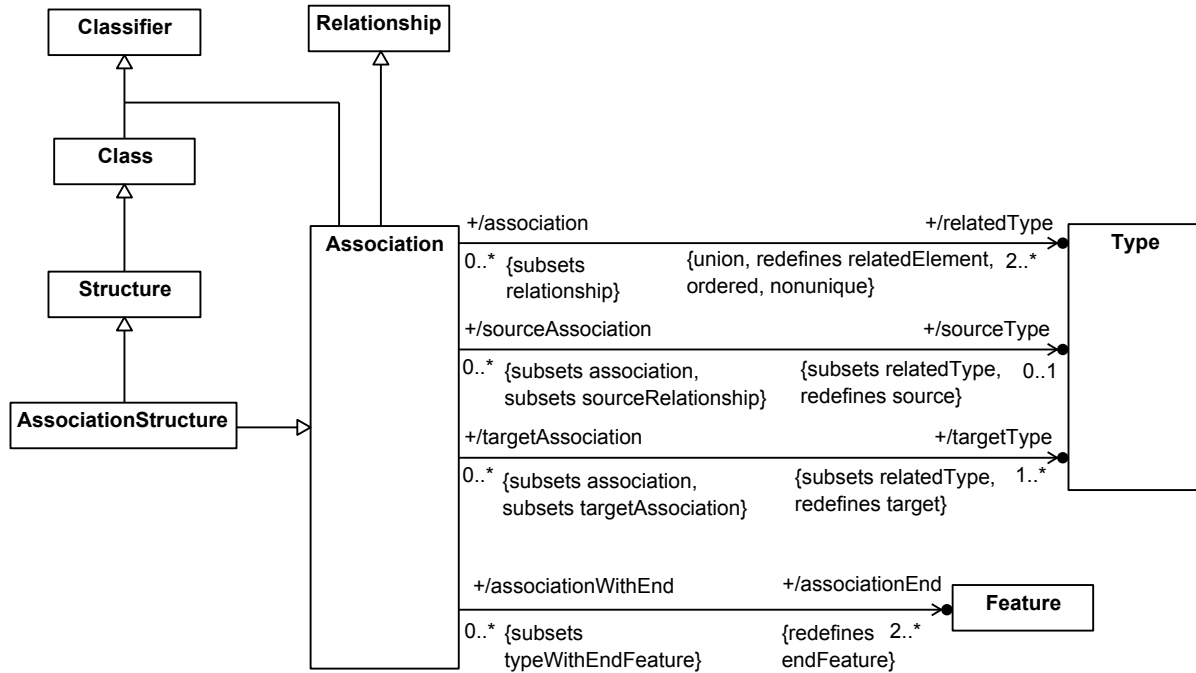 Classifier
Relationship
Class
Structure
AssociationStructure
Association
Type
+/association
+/relatedType
0..*
{subsets
relationship}
{union, redefines relatedElement,
ordered, nonunique}
2..*
+/sourceAssociation
+/sourceType
0..*
{subsets association,
subsets sourceRelationship}
{subsets relatedType,
redefines source}
0..1
+/targetAssociation
+/targetType
0..*
{subsets association,
subsets targetAssociation}
{subsets relatedType,
redefines target}
1..*
+/associationWithEnd
+/associationEnd
0..*
{subsets
typeWithEndFeature}
{redefines
endFeature}
2..*
Feature